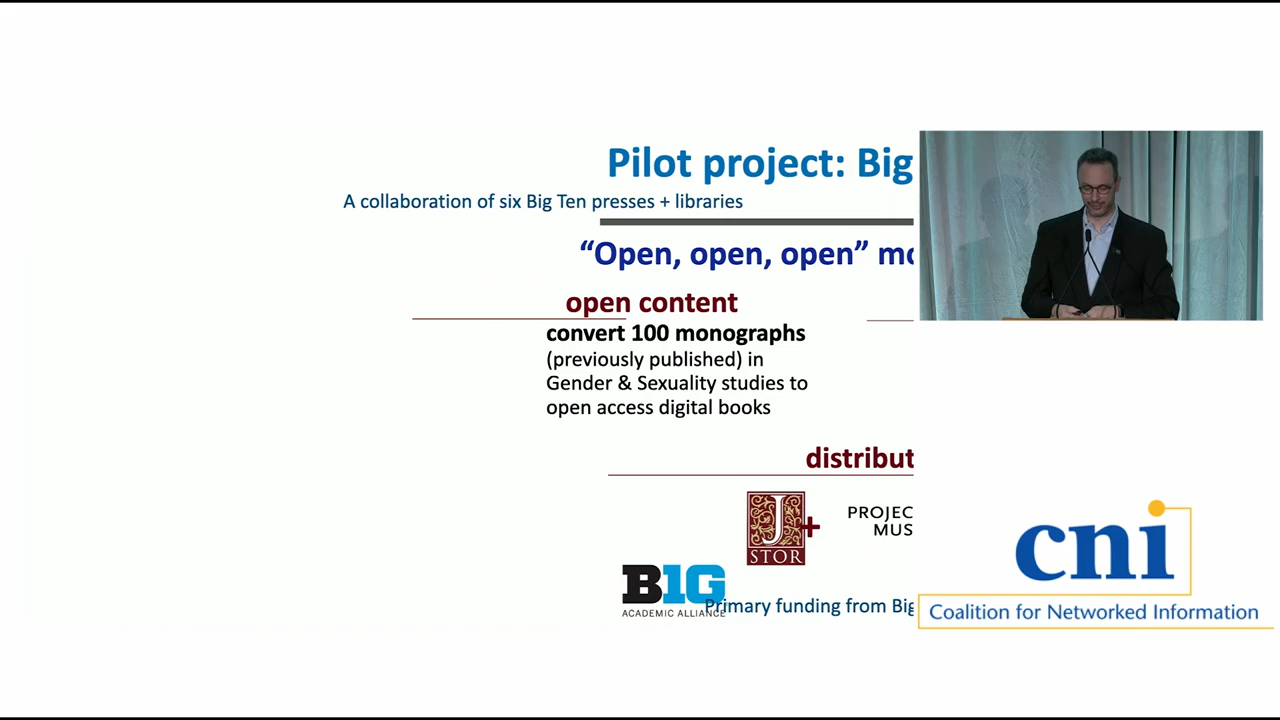 Pilot project: Big
A collaboration of six Big Ten presses + libraries
“Open, open, open”
open content
convert 100 monographs
(previously published) in
Gender & Sexuality studies to
open access digital books
distribut
J
STOR
+
PROJEC
MUS
B1G
ACADEMIC ALLIANCE
Primary funding from Big
cni
Coalition for Networked Information